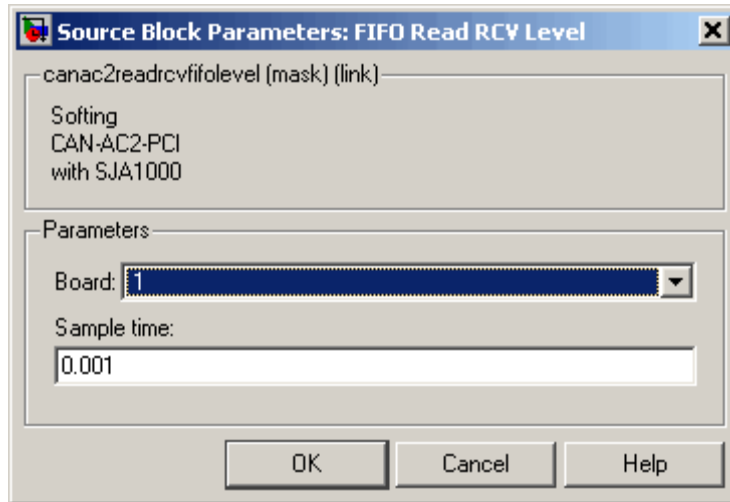 Source Block Parameters: FIFO Read RCV Level
canac2readrcvfifolevel (mask) (link)
Softing
CAN-AC2-PCI
with SJA1000
Parameters
Board: 1
Sample time:
0.001
OK Cancel Help